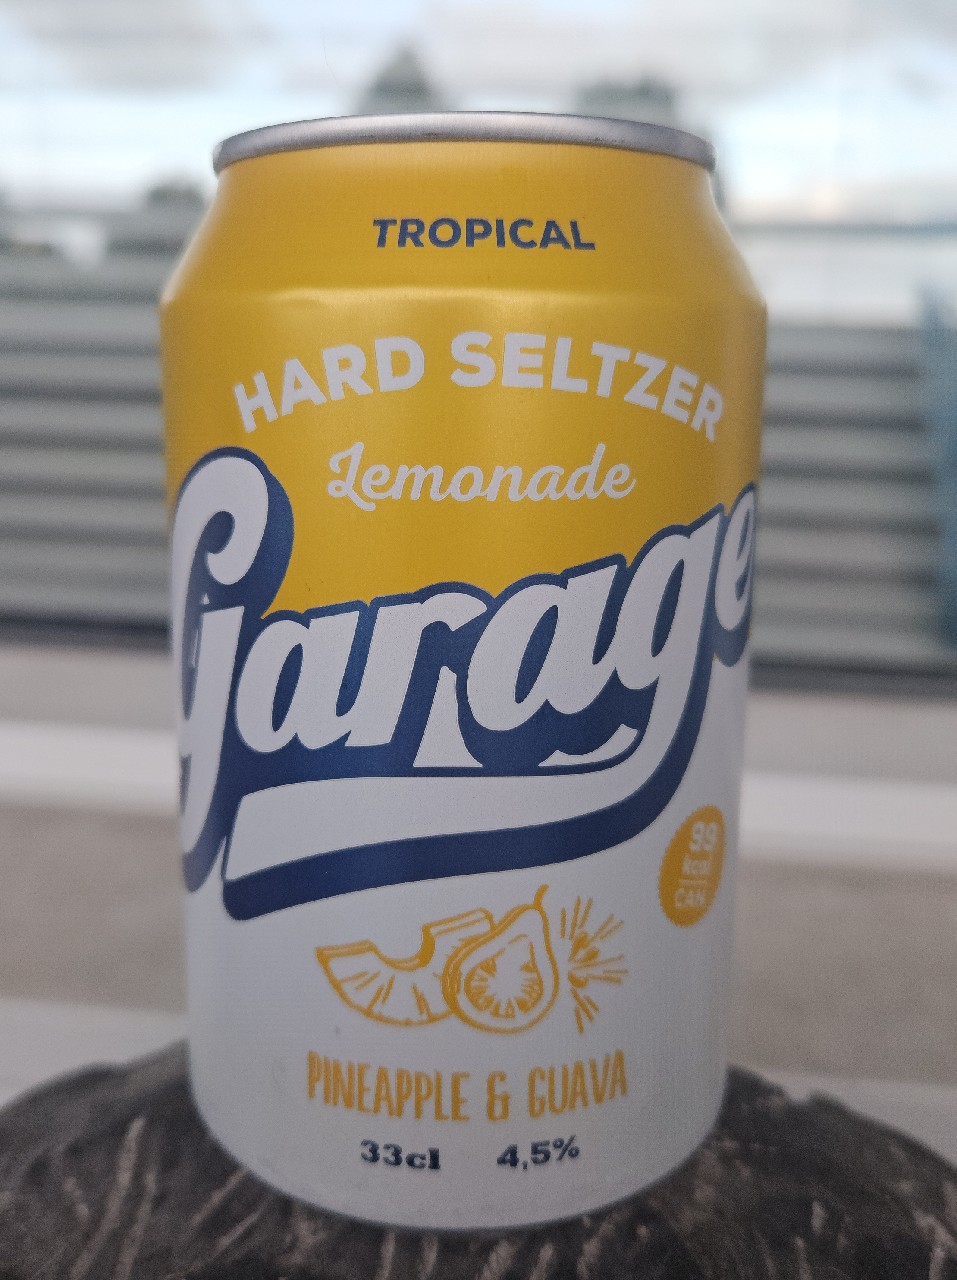 TROPICAL
HARD SELTZER
Lemonade
Garage
99
kcal
CAN
PINEAPPLE & GUAVA
33cl 4,5%